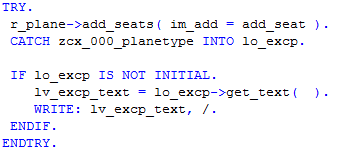 TRY.
r_plane->add_seats( im_add = add_seat ).
CATCH zcx_000_planetype INTO lo_excp.
IF lo_excp IS NOT INITIAL.
lv_excp_text = lo_excp->get_text(  ).
WRITE: lv_excp_text, /.
ENDIF.
ENDTRY.